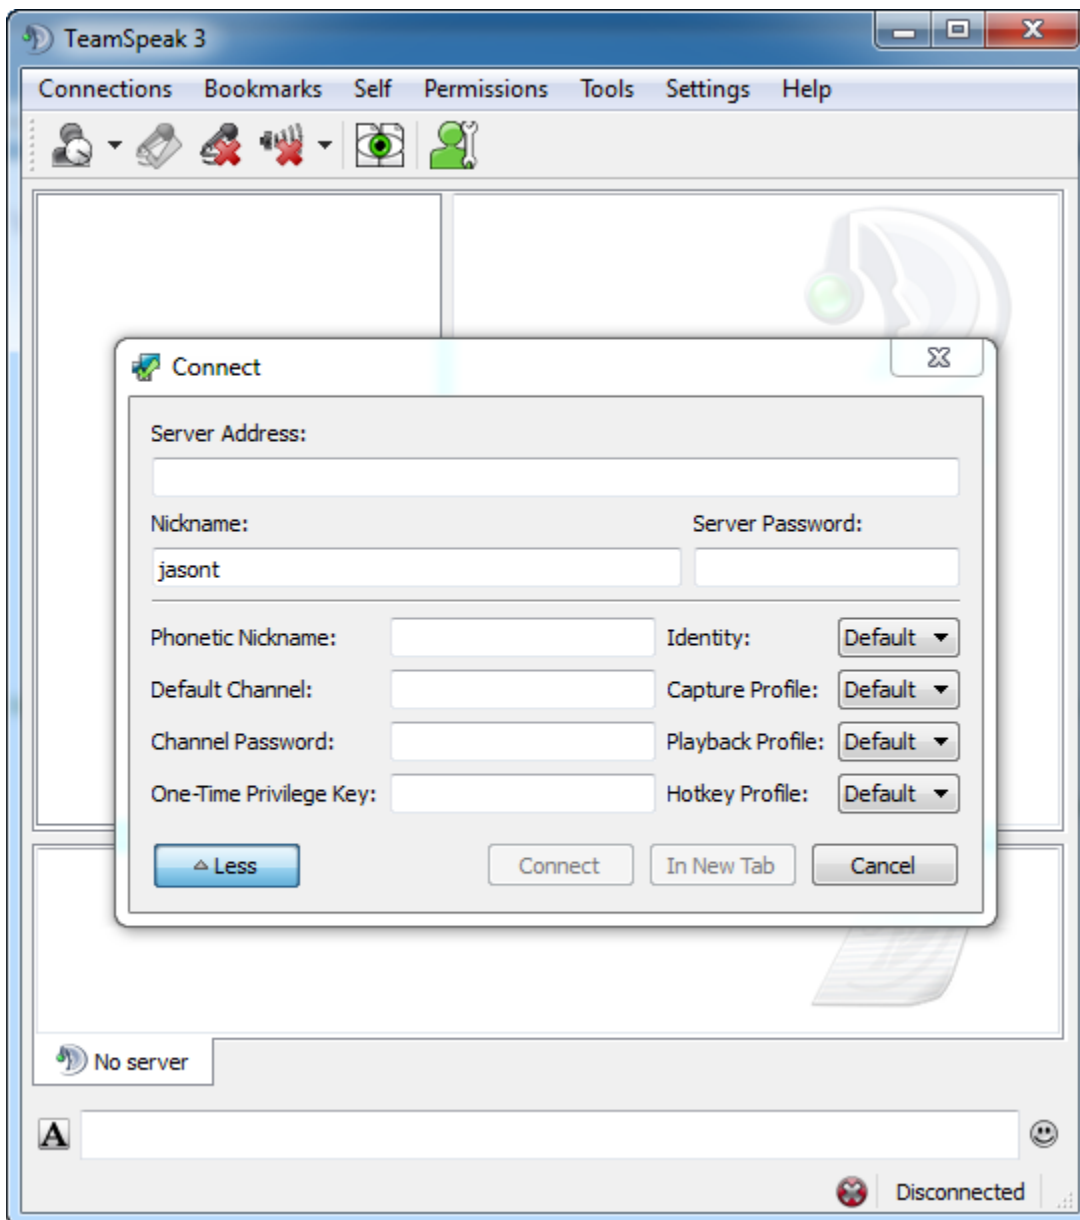 TeamSpeak 3
Connections Bookmarks Self Permissions Tools Settings Help
Connect
Server Address:
Nickname: Server Password:
jasont
Phonetic Nickname: Identity: Default
Default Channel: Capture Profile: Default
Channel Password: Playback Profile: Default
One-Time Privilege Key: Hotkey Profile: Default
Less Connect In New Tab Cancel
No server
A
Disconnected